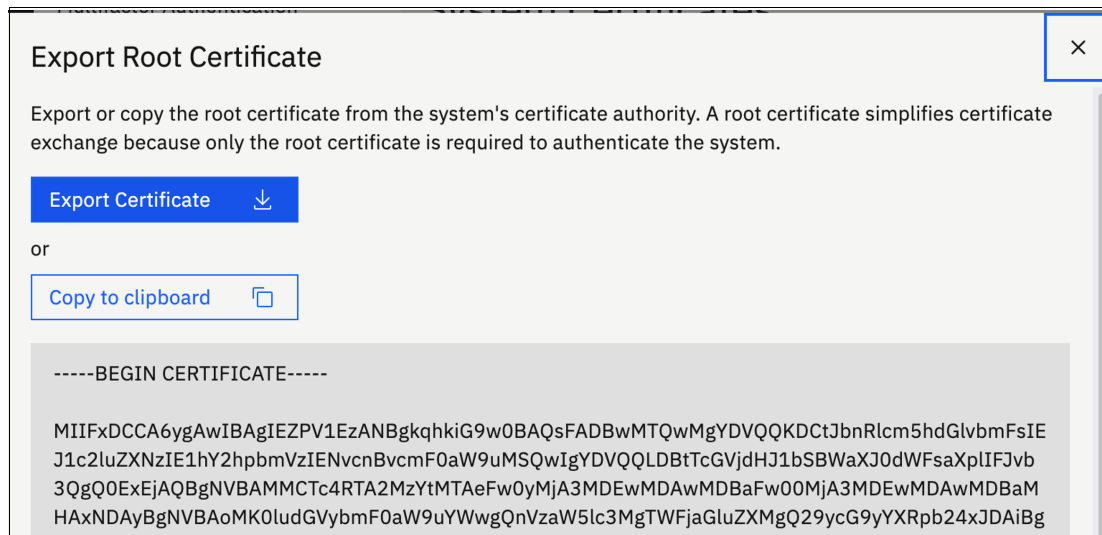 Export Root Certificate
Export or copy the root certificate from the system's certificate authority. A root certificate simplifies certificate
exchange because only the root certificate is required to authenticate the system.
Export Certificate
or
Copy to clipboard
-----BEGIN CERTIFICATE-----
MIIFxDCCA6ygAwIBAgIEZPV1EzANBgkqhkiG9w0BAQsFADBwMTQwMgYDVQQKDCtJbnRlcm5hdGlvbmFsIE
J1c2luZXNzIE1hY2hpbmVzIENvcnBvcmF0aW9uMSQwIgYDVQQLDBtTcGVjdHJ1bSBWaXJ0dWFsaXplIFJvb
3QgQ0ExEjAQBgNVBAMMCTc4RTA2MzYtMTAeFw0yMjA3MDEwMDAwMDBaFw00MjA3MDEwMDAwMDBaM
HAxNDAyBgNVBAoMK0ludGVybmF0aW9uYWwgQnVzaW5lc3MgTWFjaGluZXMgQ29ycG9yYXRpb24xJDAiBg